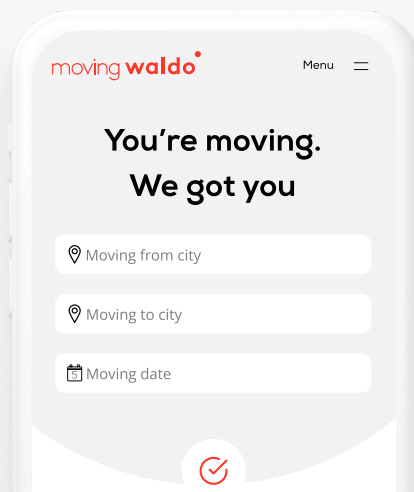 moving waldo
Menu
You're moving.
We got you
Moving from city
Moving to city
5
Moving date